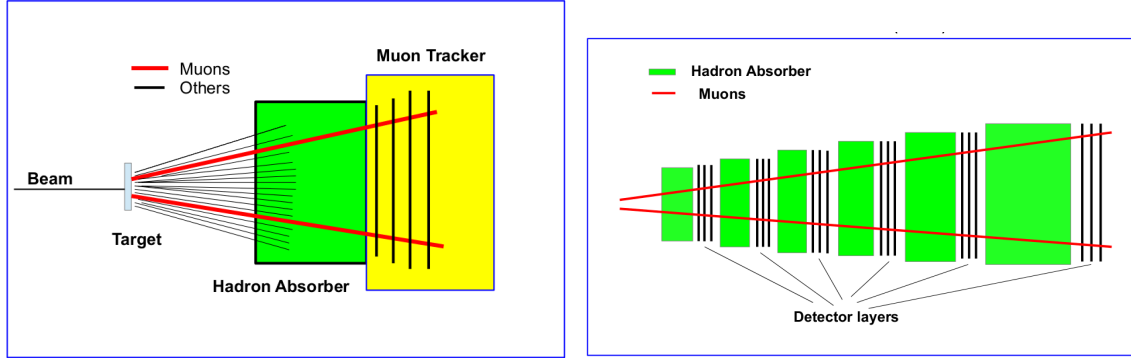 Muon Tracker
Muons
Others
Beam
Target
Hadron Absorber
Hadron Absorber
Muons
Detector layers